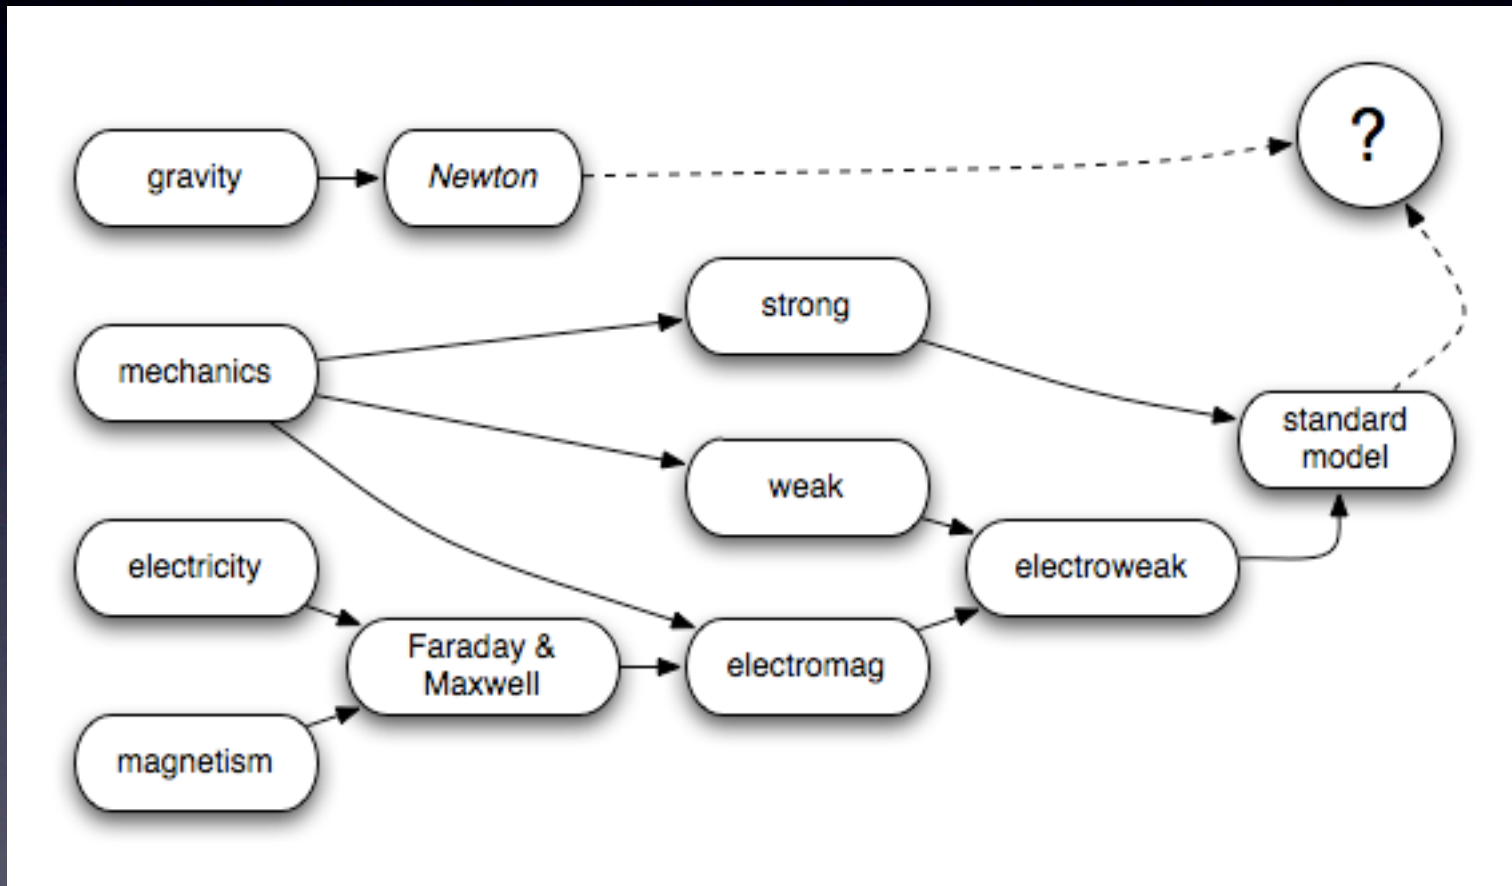 gravity
Newton
?
strong
mechanics
standard
model
weak
electricity
electroweak
Faraday &
Maxwell
electromag
magnetism